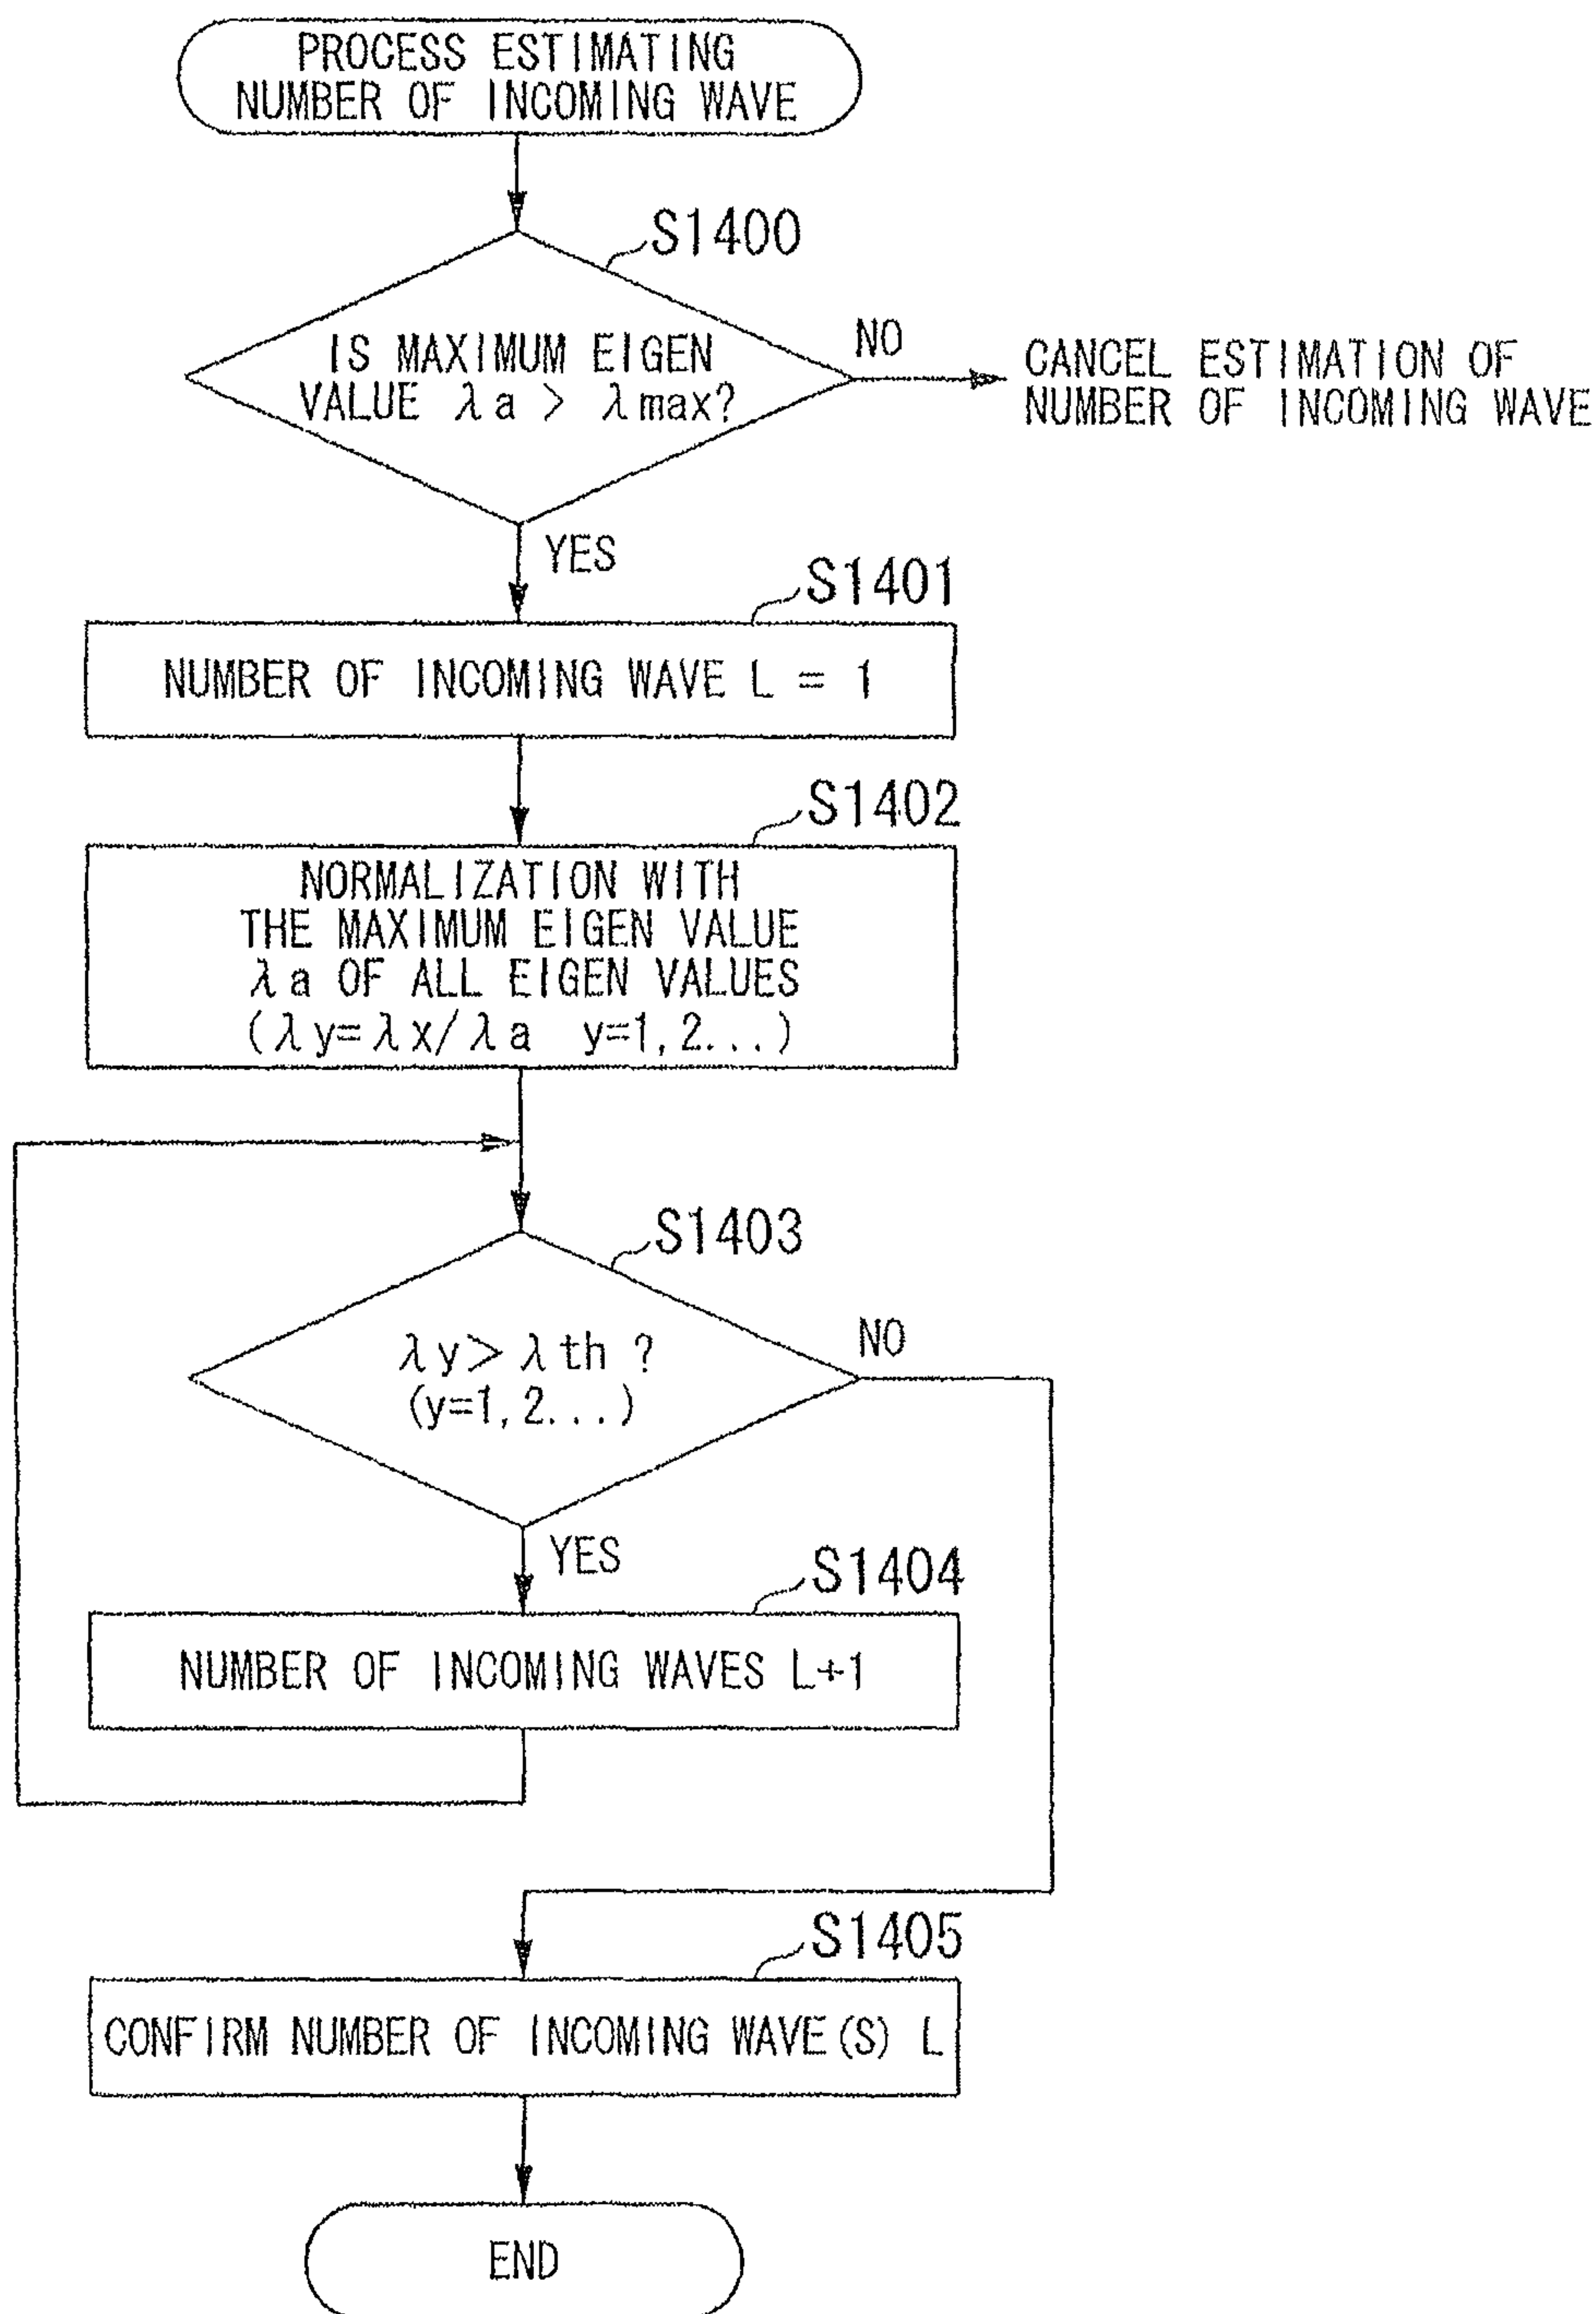 PROCESS ESTIMATING
NUMBER OF INCOMING WAVE
S1400
IS MAXIMUM EIGEN
VALUE λa > λmax?
NO
CANCEL ESTIMATION OF
NUMBER OF INCOMING WAVE
YES
S1401
NUMBER OF INCOMING WAVE L = 1
S1402
NORMALIZATION WITH
THE MAXIMUM EIGEN VALUE
λa OF ALL EIGEN VALUES
(λy=λx/λa y=1,2...)
S1403
λy>λth ?
(y=1,2...)
NO
YES
S1404
NUMBER OF INCOMING WAVES L+1
S1405
CONFIRM NUMBER OF INCOMING WAVE(S) L
END